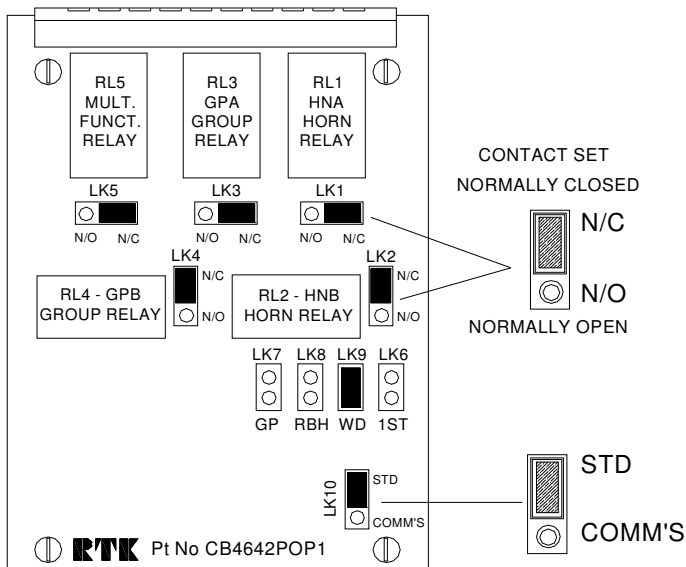 RL5
MULT.
FUNCT.
RELAY
RL3
GPA
GROUP
RELAY
RL1
HNA
HORN
RELAY
LK5
LK3
LK1
N/O N/C
N/O N/C
N/O N/C
CONTACT SET
NORMALLY CLOSED
N/C
N/O
NORMALLY OPEN
LK4
N/C
N/O
LK2
N/C
N/O
RL4 - GPB
GROUP RELAY
RL2 - HNB
HORN RELAY
LK7 LK8 LK9 LK6
GP RBH WD 1ST
LK10
STD
COMM'S
STD
COMM'S
RTK Pt No CB4642POP1